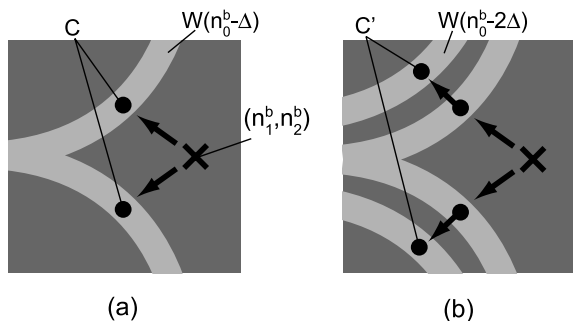 C
W(n₀ᵇ-Δ)
(n₁ᵇ,n₂ᵇ)
(a)
C'
W(n₀ᵇ-2Δ)
(b)